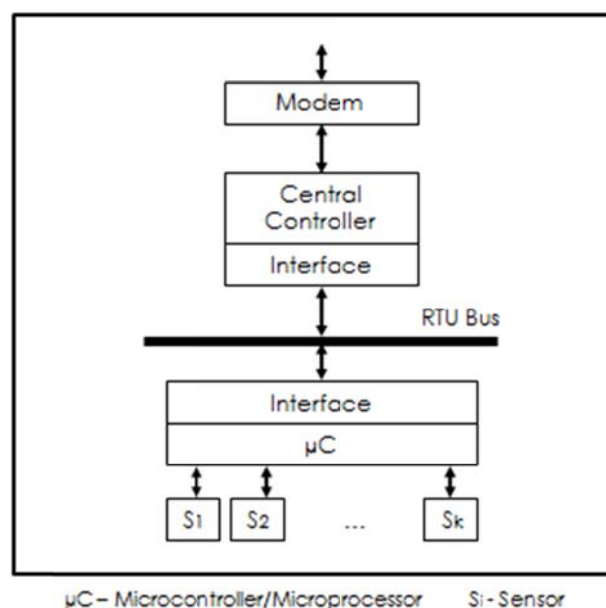 Modem
Central
Controller
Interface
RTU Bus
Interface
µC
S1 S2 ... Sk
µC – Microcontroller/Microprocessor Si - Sensor